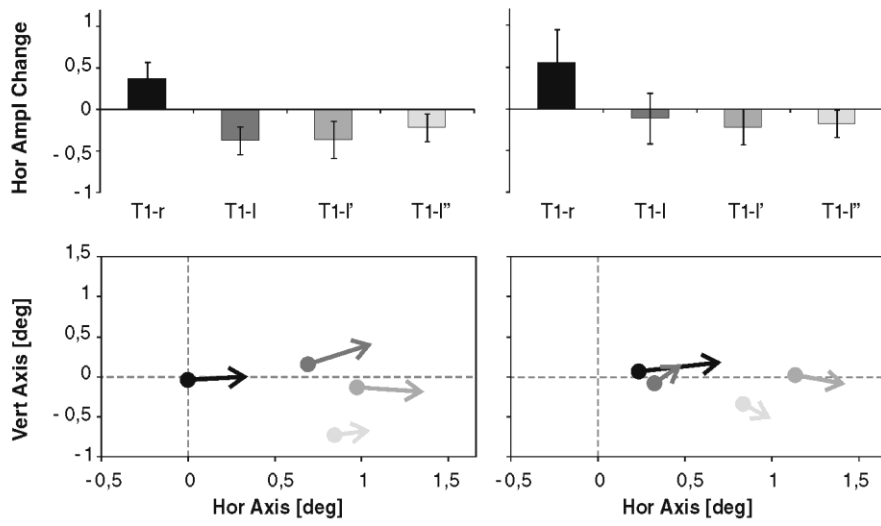 Hor Ampl Change
1
0,5
0
- 0,5
- 1
T1-r T1-l T1-l' T1-l"
T1-r T1-l T1-l' T1-l"
Vert Axis [deg]
1,5
1
0,5
0
- 0,5
- 1
- 0,5 0 0,5 1 1,5
Hor Axis [deg]
- 0,5 0 0,5 1 1,5
Hor Axis [deg]